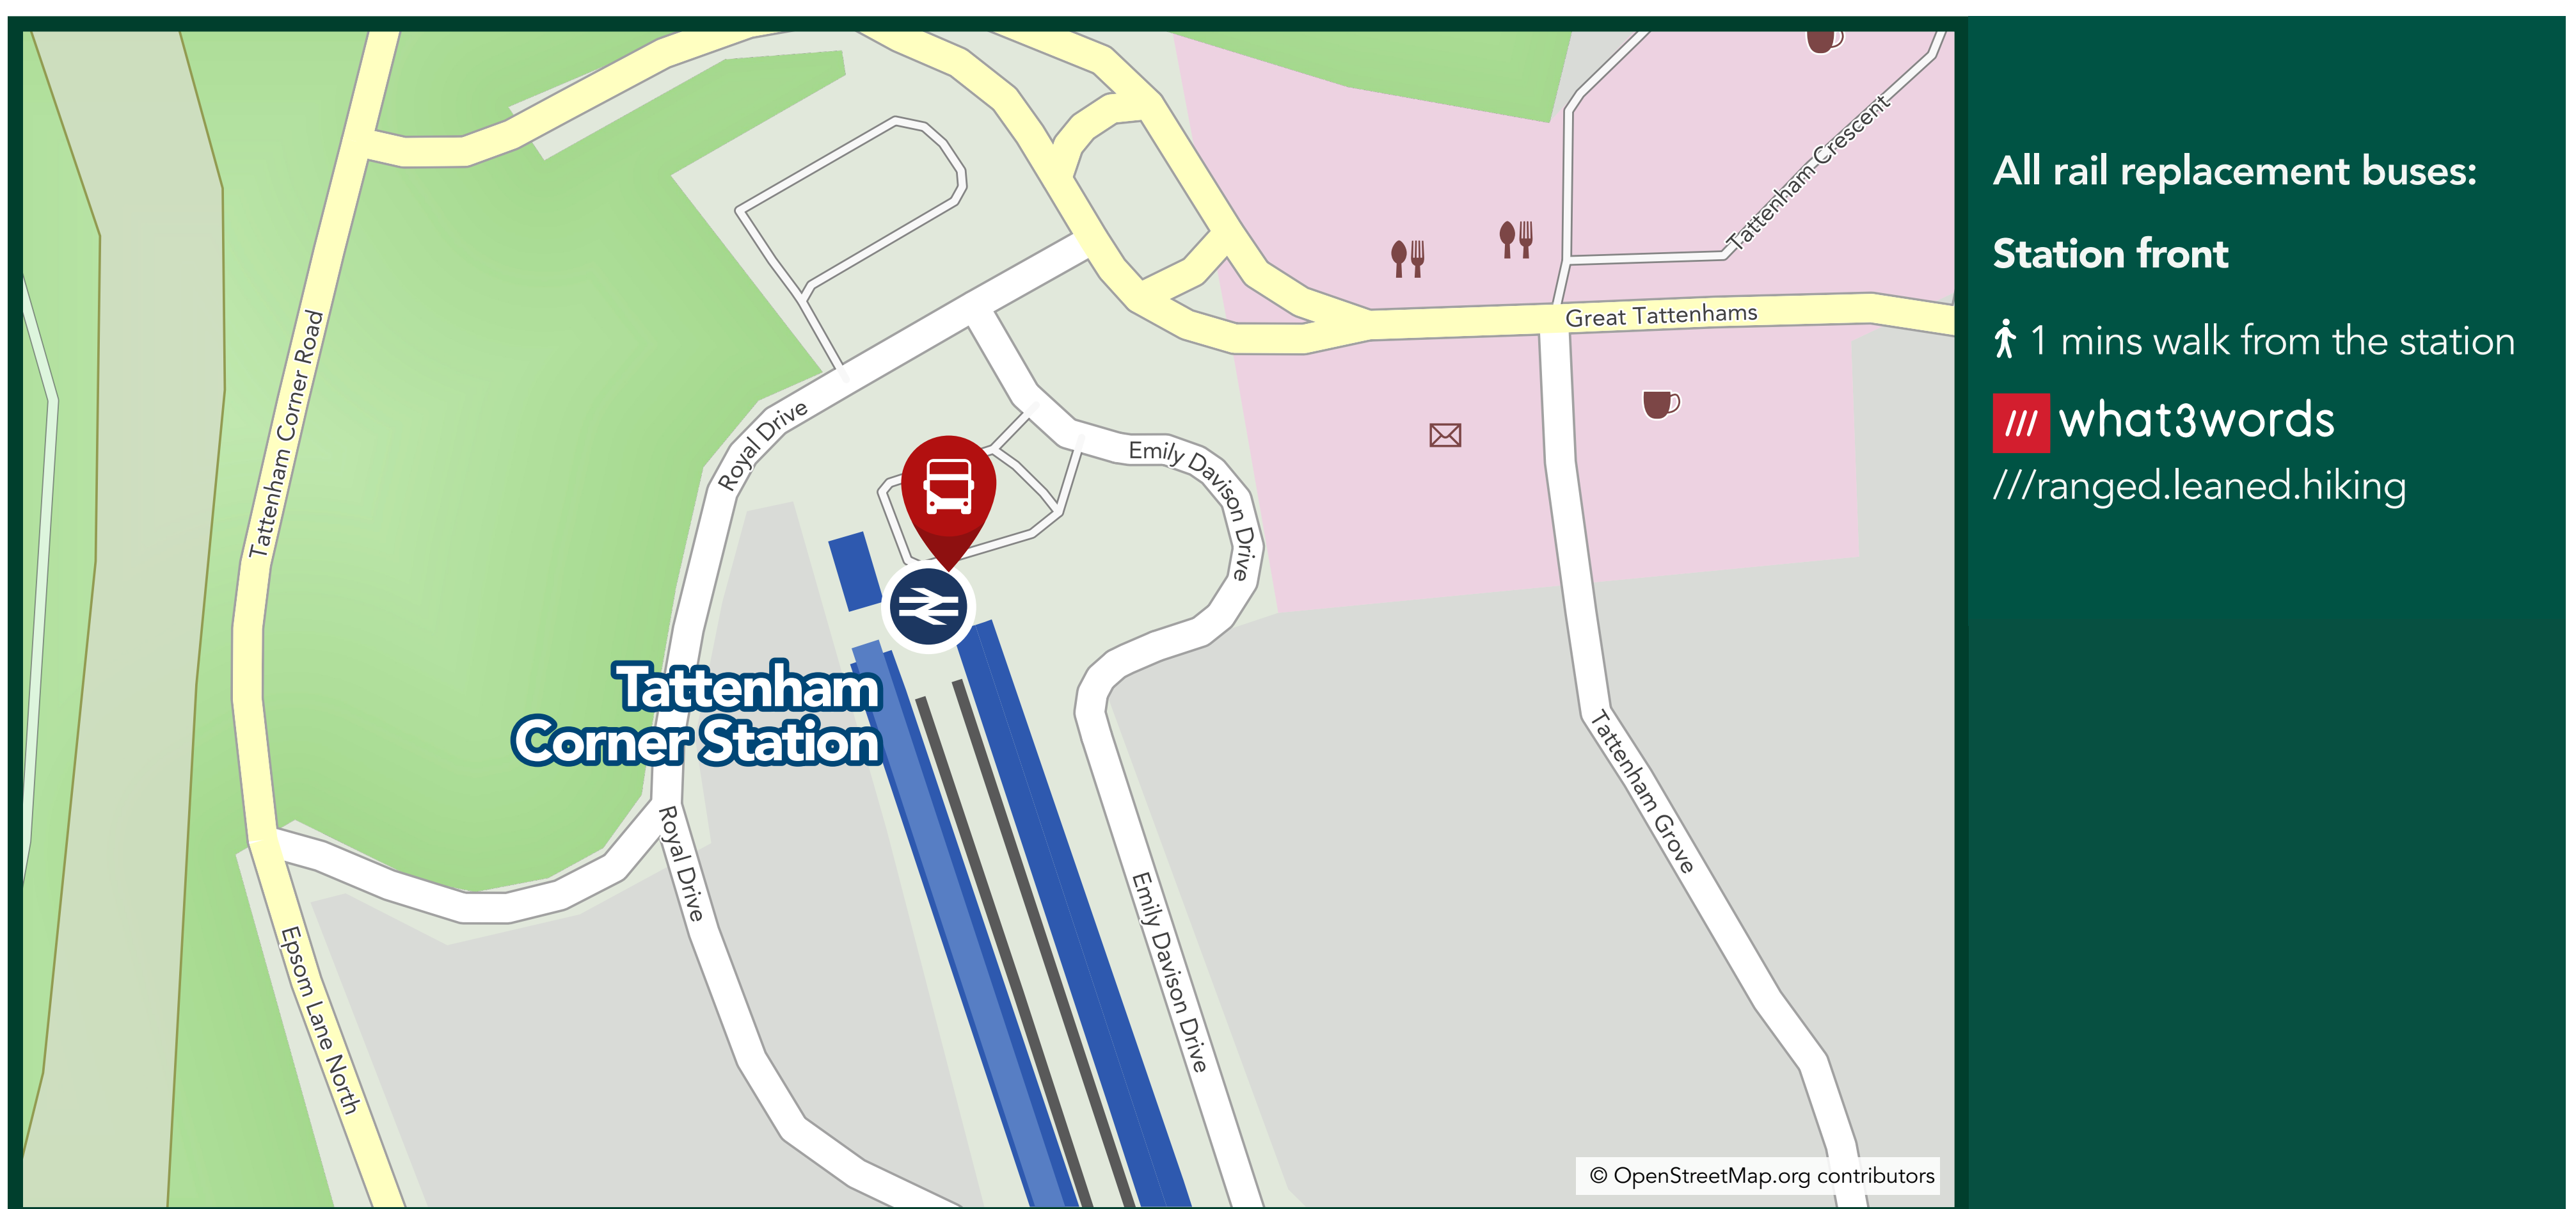 Tattenham Corner Road
Royal Drive
Emily Davison Drive
Great Tattenhams
Tattenham Crescent
Tattenham
Corner Station
Royal Drive
Emily Davison Drive
Tattenham Grove
Epsom Lane North
© OpenStreetMap.org contributors
All rail replacement buses:
Station front
1 mins walk from the station
/// what3words
///ranged.leaned.hiking